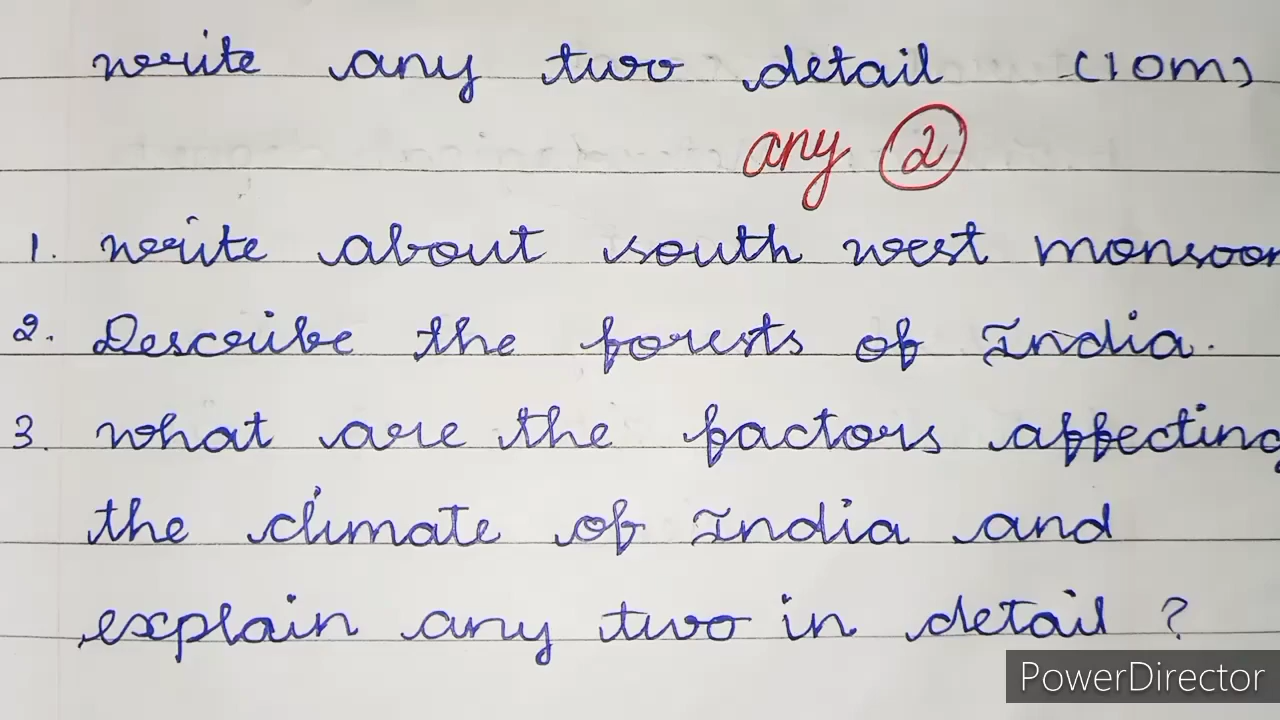 write any two detail (10m)
any 2
1. write about south west monsoon
2. Describe the forests of India.
3. what are the factors affecting
the climate of India and
explain any two in detail ?
PowerDirector